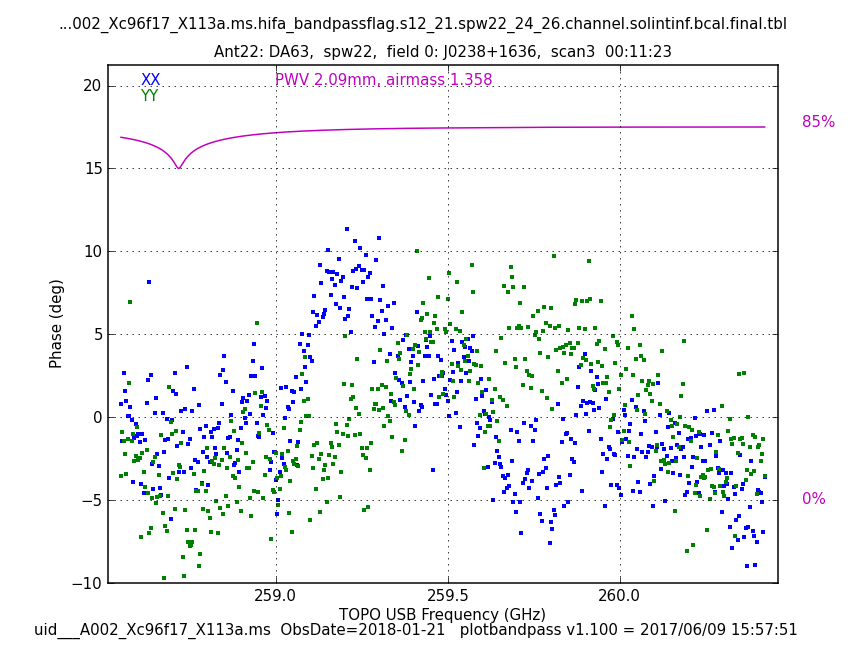 ...002_Xc96f17_X113a.ms.hifa_bandpassflag.s12_21.spw22_24_26.channel.solintinf.bcal.final.tbl
Ant22: DA63,  spw22,  field 0: J0238+1636,  scan3  00:11:23
XX
YY
PWV 2.09mm, airmass 1.358
85%
0%
20
15
10
5
0
−5
−10
Phase (deg)
259.0
259.5
260.0
TOPO USB Frequency (GHz)
uid___A002_Xc96f17_X113a.ms  ObsDate=2018-01-21   plotbandpass v1.100 = 2017/06/09 15:57:51